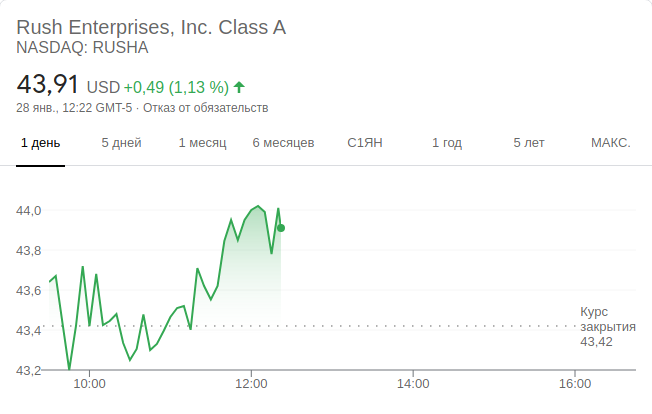 Rush Enterprises, Inc. Class A
NASDAQ: RUSHA
43,91 USD +0,49 (1,13 %)
28 янв., 12:22 GMT-5 · Отказ от обязательств
1 день 5 дней 1 месяц 6 месяцев С1ЯН 1 год 5 лет МАКС.
44,0
43,8
43,6
Курс
43,4 закрытия
43,42
43,2
10:00 12:00 14:00 16:00